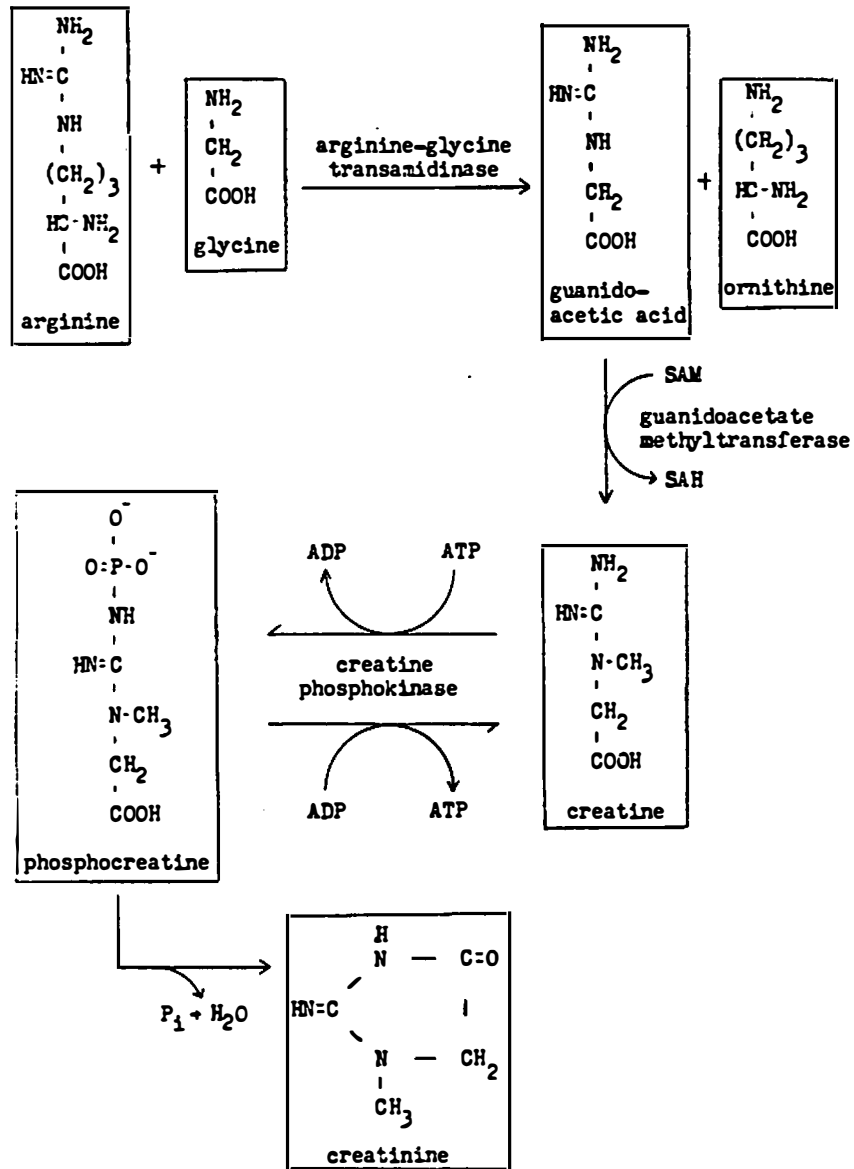 NH2
HN=C
NH
(CH2)3
HC-NH2
COOH
arginine
+
NH2
CH2
COOH
glycine
arginine-glycine
transamidinase
NH2
HN=C
NH
CH2
COOH
guanido-
acetic acid
+
NH2
(CH2)3
HC-NH2
COOH
ornithine
SAM
guanidoacetate
methyltransferase
SAH
O-
O=P-O-
NH
HN=C
N-CH3
CH2
COOH
phosphocreatine
ADP ATP
creatine
phosphokinase
ADP ATP
NH2
HN=C
N-CH3
CH2
COOH
creatine
Pi + H2O
H
N — C=O
HN=C
N — CH2
CH3
creatinine